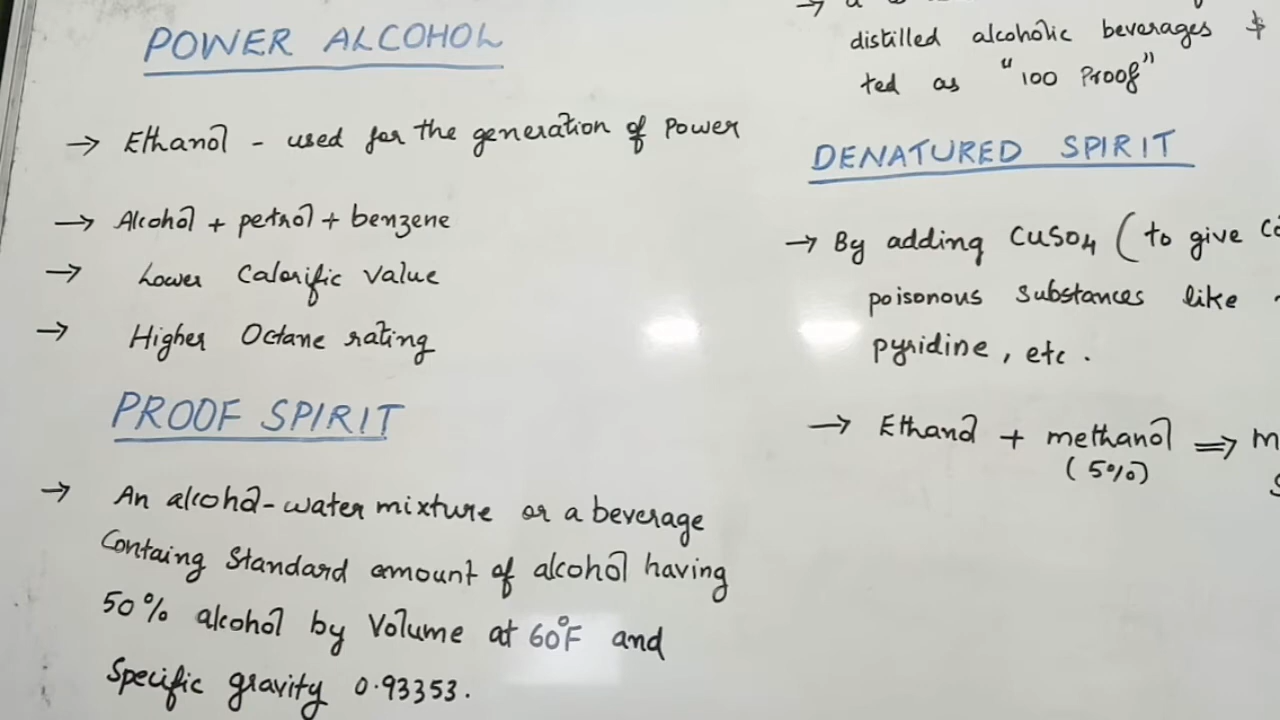 POWER ALCOHOL
→ Ethanol - used for the generation of Power
→ Alcohol + petrol + benzene
→ Lower Calorific value
→ Higher Octane rating
PROOF SPIRIT
→ An alcohol-water mixture or a beverage
Containg Standard amount of alcohol having
50% alcohol by Volume at 60°F and
Specific gravity 0.93353.
distilled alcoholic beverages
ted as "100 Proof"
DENATURED SPIRIT
→ By adding CuSO4 (to give
poisonous Substances like
pyridine, etc.
→ Ethanol + methanol ⇒
(5%)